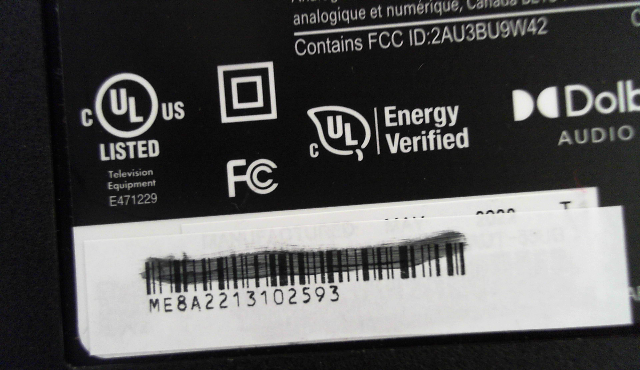 analogique et numérique, Canada
Contains FCC ID:2AU3BU9W42
C UL US
LISTED
Television
Equipment
E471229
FC
C UL
Energy
Verified
Dolb
AUDIO
ME8A2213102593